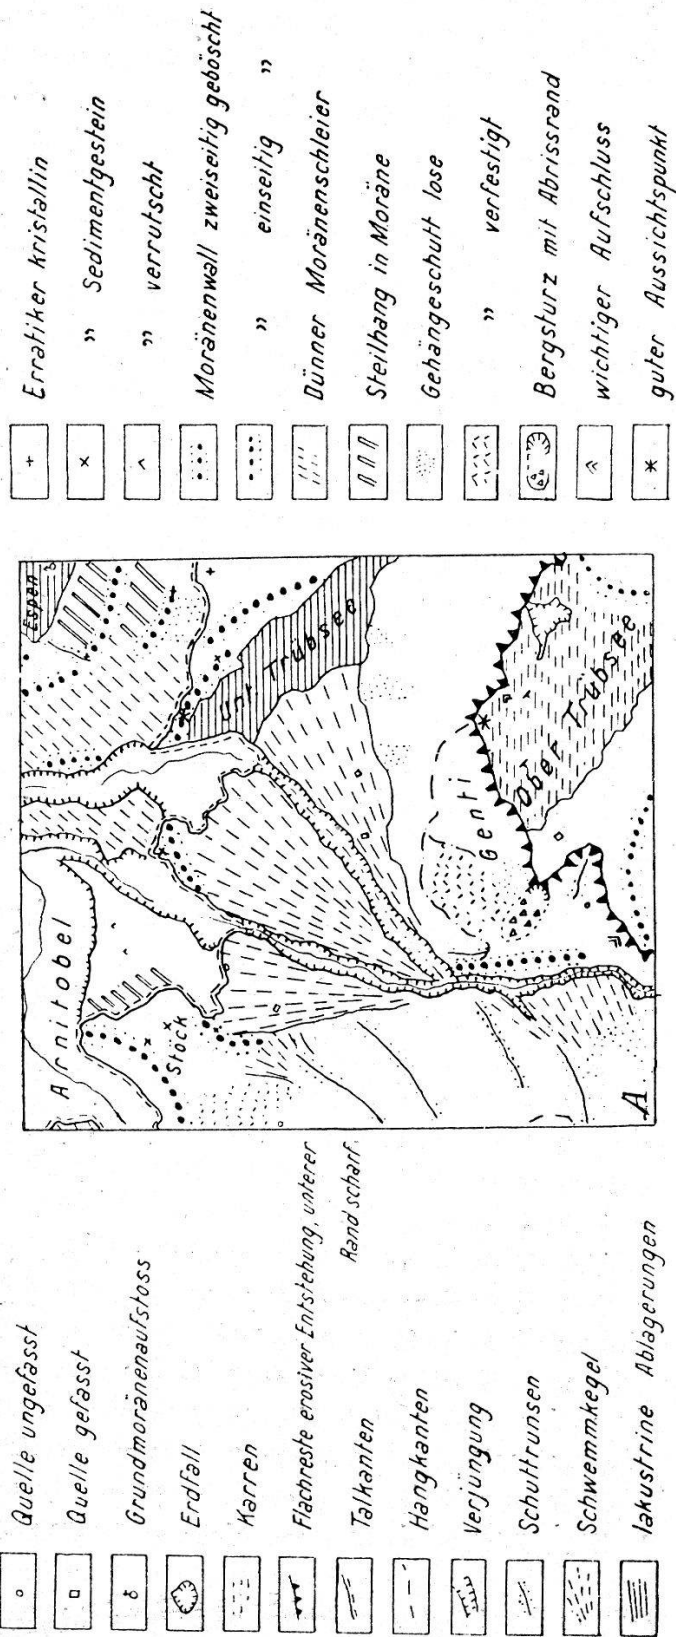 Quelle ungefasst
Quelle gefasst
Grundmoränenaufstoss
Erdfall
Karren
Flächreste erosiver Entstehung, unterer
Rand scharf.
Talkanten
Hangkanten
Verjüngung
Schuttrunsen
Schwemmkegel
lakustrine Ablagerungen
Arnitobel
Stock
Espen
Unt. Trübsee
Genti
Ober Trübsee
A
Erratiker kristallin
" Sedimentgestein
" verrutscht
Moränenwall zweiseitig geböscht
" einseitig "
Dünner Moränenschleier
Steilhang in Moräne
Gehängeschutt lose
" verfestigt
Bergsturz mit Abrissrand
wichtiger Aufschluss
guter Aussichtspunkt